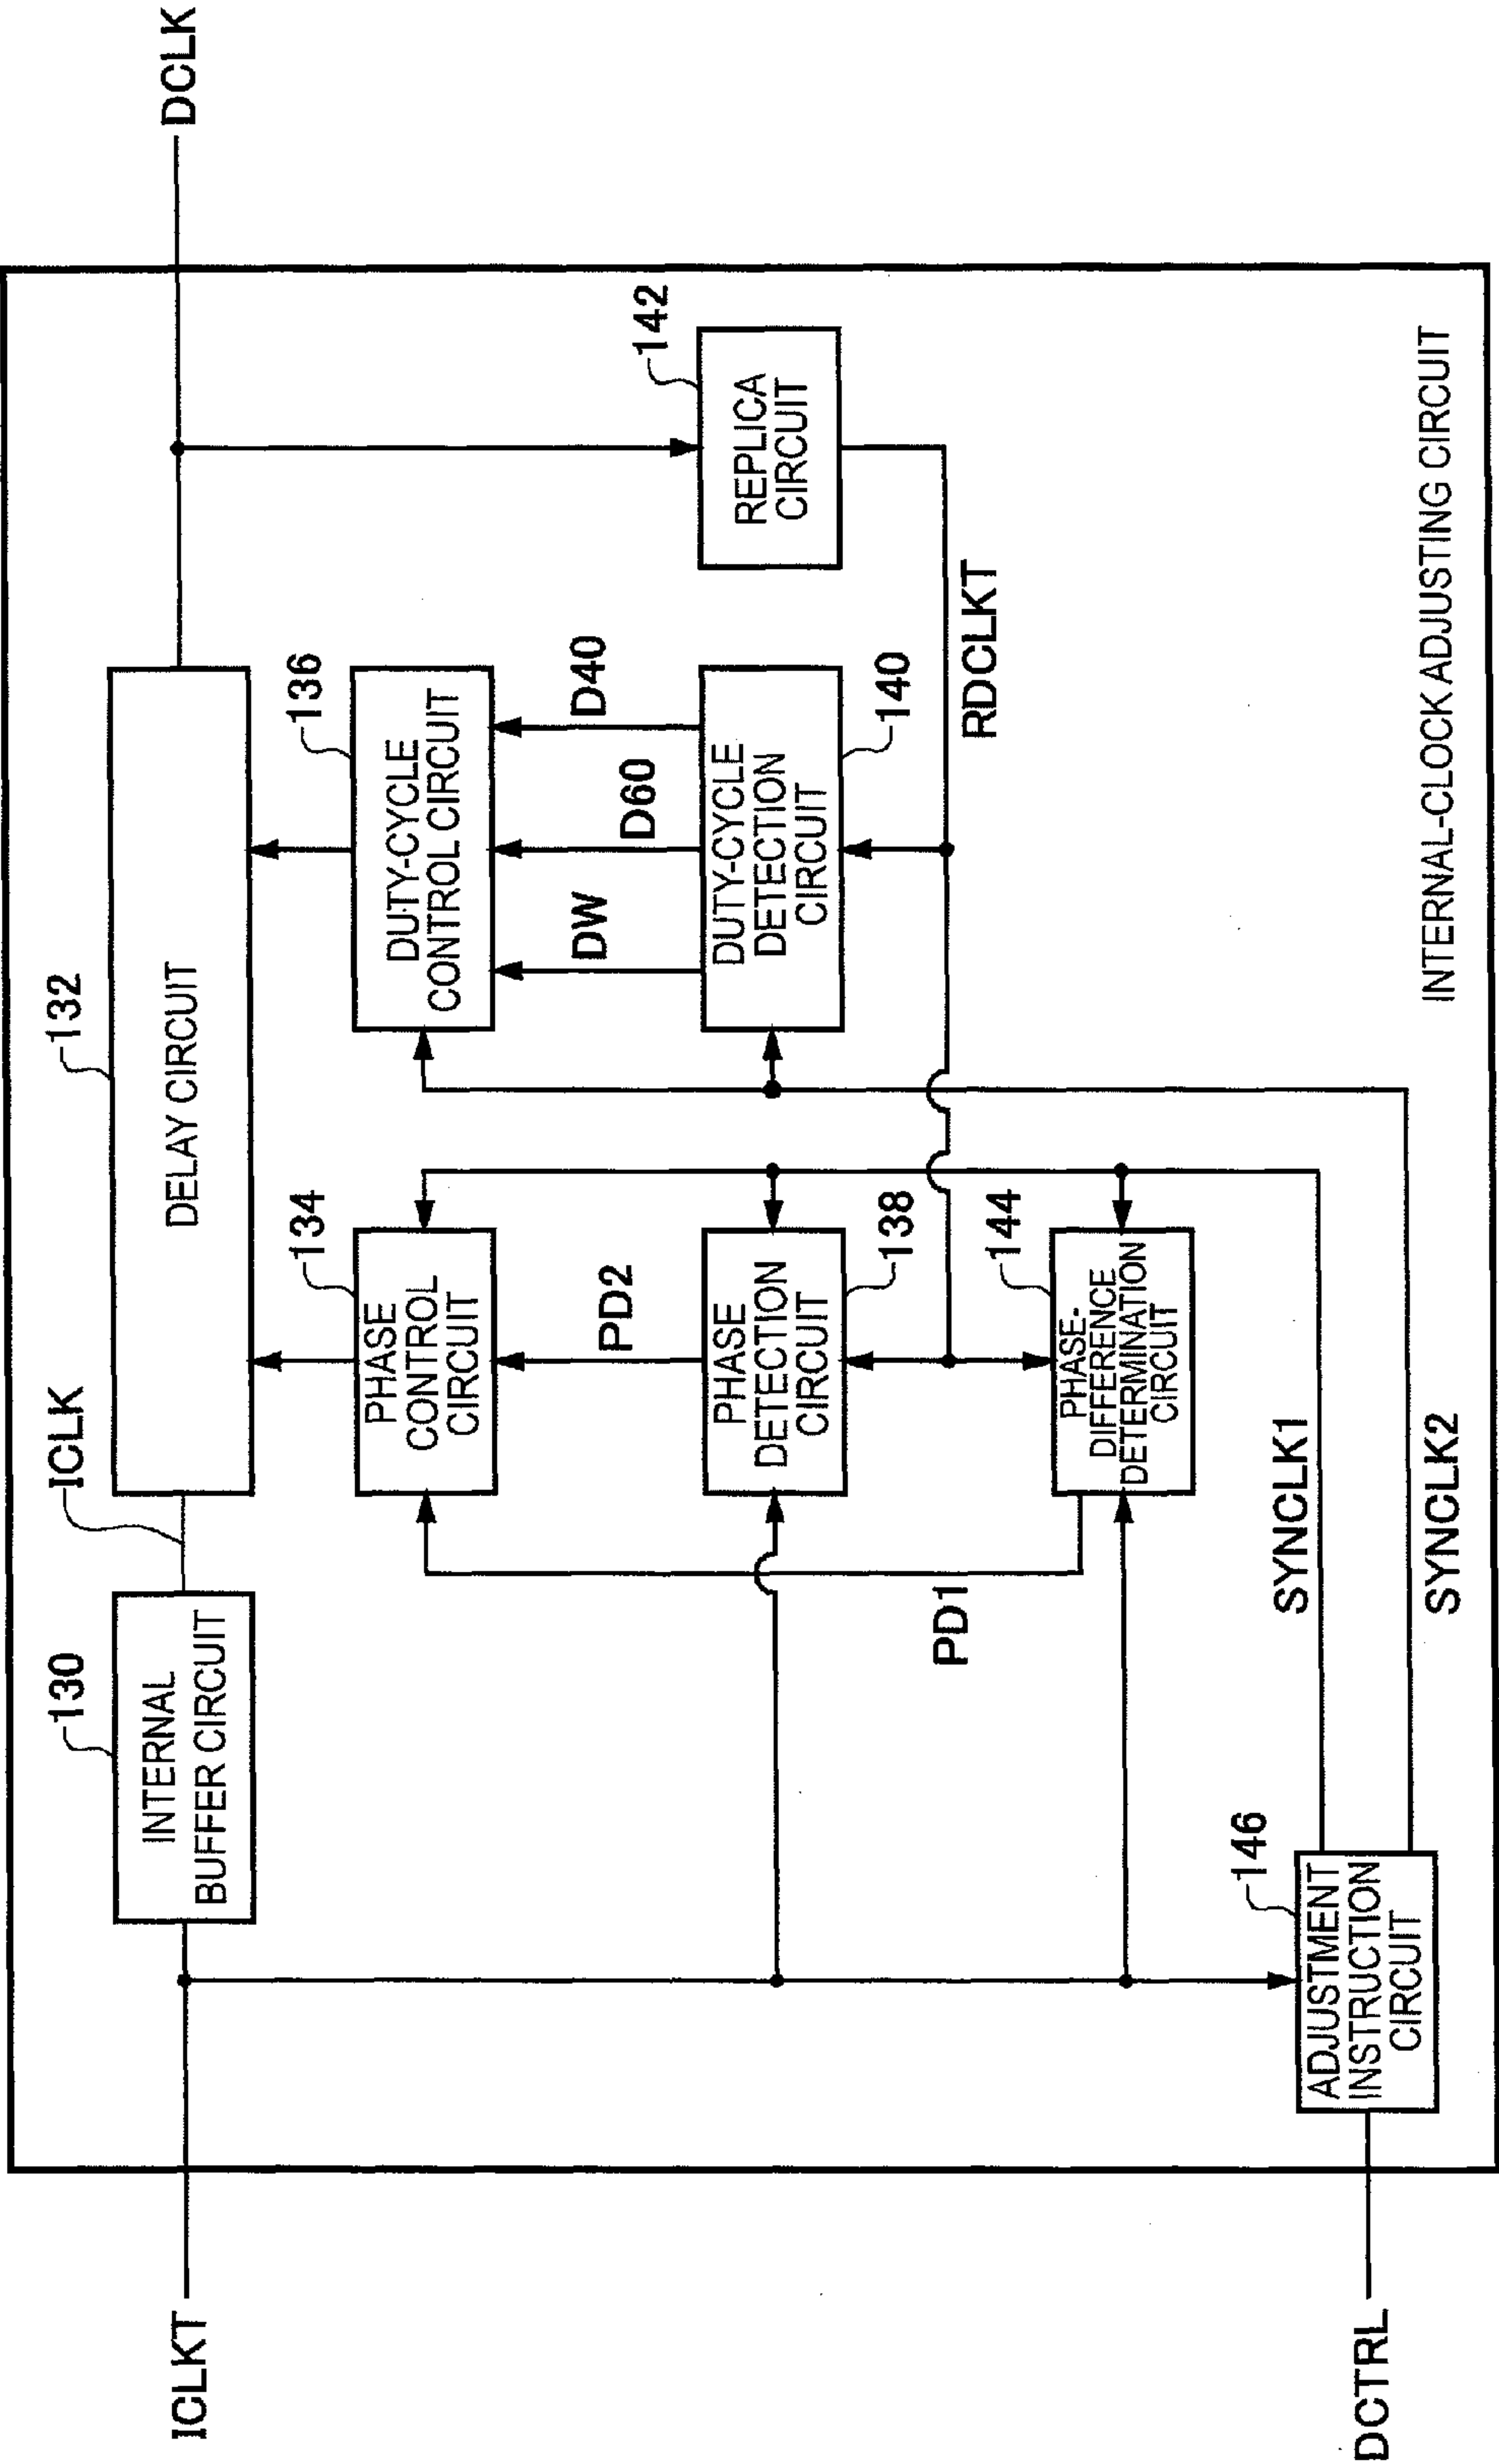 ICLKT
130
INTERNAL
BUFFER CIRCUIT
ICLK
132
DELAY CIRCUIT
DCLK
134
PHASE
CONTROL
CIRCUIT
136
DUTY-CYCLE
CONTROL CIRCUIT
PD2
DW
D60
D40
PHASE
DETECTION
CIRCUIT
138
DUTY-CYCLE
DETECTION
CIRCUIT
140
142
REPLICA
CIRCUIT
PD1
RDCLKT
144
PHASE-
DIFFERENCE
DETERMINATION
CIRCUIT
DCTRL
146
ADJUSTMENT
INSTRUCTION
CIRCUIT
SYNCLK1
SYNCLK2
INTERNAL-CLOCK ADJUSTING CIRCUIT